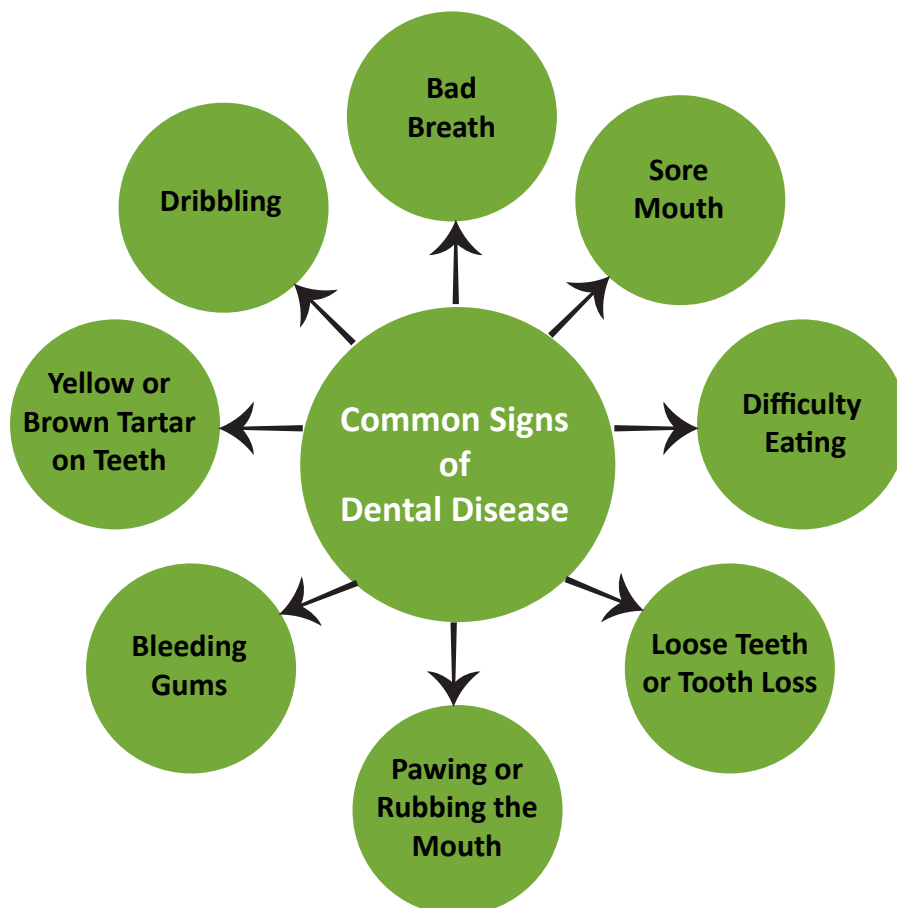 Common Signs
of
Dental Disease
Bad
Breath
Sore
Mouth
Difficulty
Eating
Loose Teeth
or Tooth Loss
Pawing or
Rubbing the
Mouth
Bleeding
Gums
Yellow or
Brown Tartar
on Teeth
Dribbling